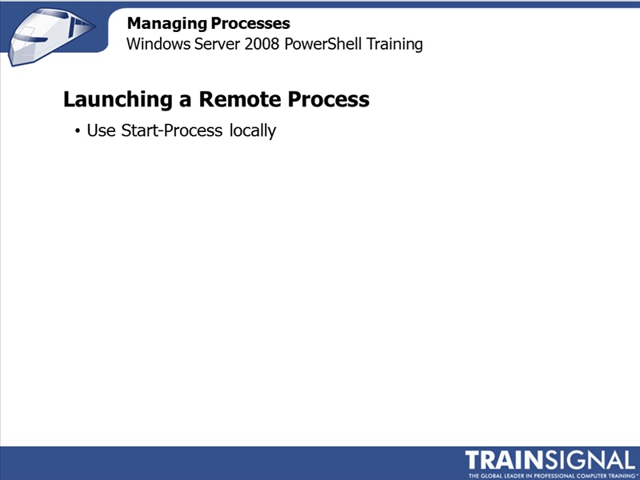 Managing Processes
Windows Server 2008 PowerShell Training
Launching a Remote Process
• Use Start-Process locally
TRAINSIGNAL
THE GLOBAL LEADER IN PROFESSIONAL COMPUTER TRAINING™